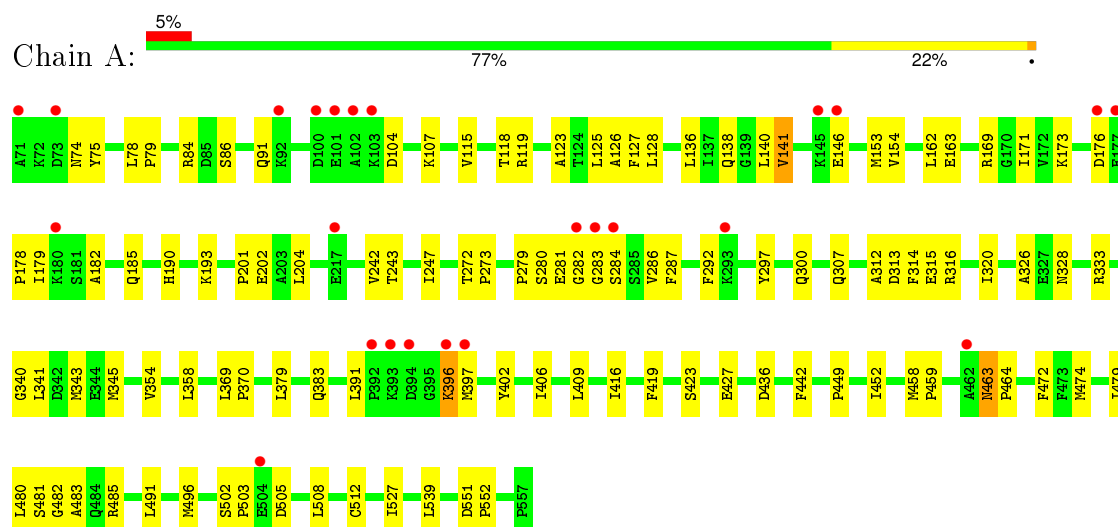 5%
Chain A:
77%
22%
A71 K72 D73 N74 Y75 L78 P79 R84 D85 S86 Q91 K92 D100 E101 A102 K103 D104 K107 V115 T118 R119 A123 T124 L125 A126 F127 L128 L136 I137 Q138 G139 L140 V141 K145 E146 M153 V154 L162 E163 R169 G170 I171 V172 K173 D176
P178 I179 K180 S181 A182 Q185 H190 K193 P201 E202 A203 L204 E217 V242 T243 I247 T272 P273 P279 S280 E281 G282 G283 S284 S285 V286 F287 F292 K293 Y297 Q300 Q307 A312 D313 F314 E315 R316 I320 A326 E327 N328 R333
G340 L341 D342 M343 E344 M345 V354 L358 L369 P370 L379 Q383 L391 P392 K393 D394 G395 K396 M397 Y402 I406 L409 I416 F419 S423 E427 D436 F442 P449 I452 M458 P459 A462 N463 P464 F472 F473 M474
L480 S481 G482 A483 Q484 R485 L491 M496 S502 P503 E504 D505 L508 C512 I527 L539 D551 P552 P557